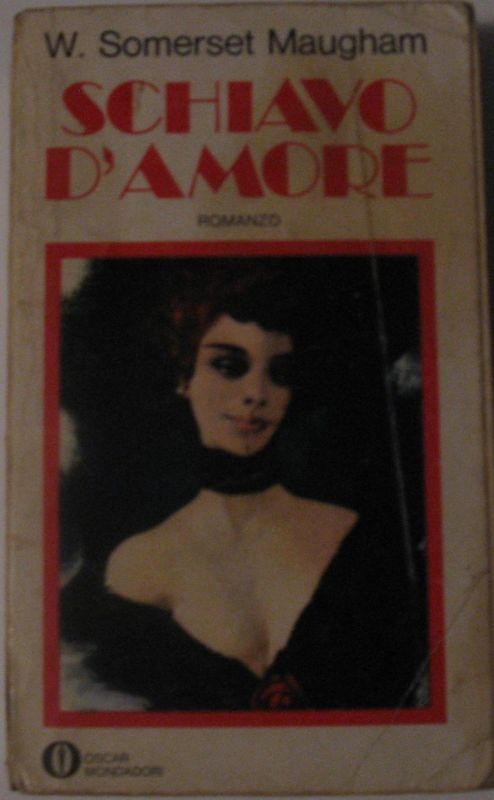 W. Somerset Maugham
SCHIAVO
D'AMORE
ROMANZO
OSCAR
MONDADORI